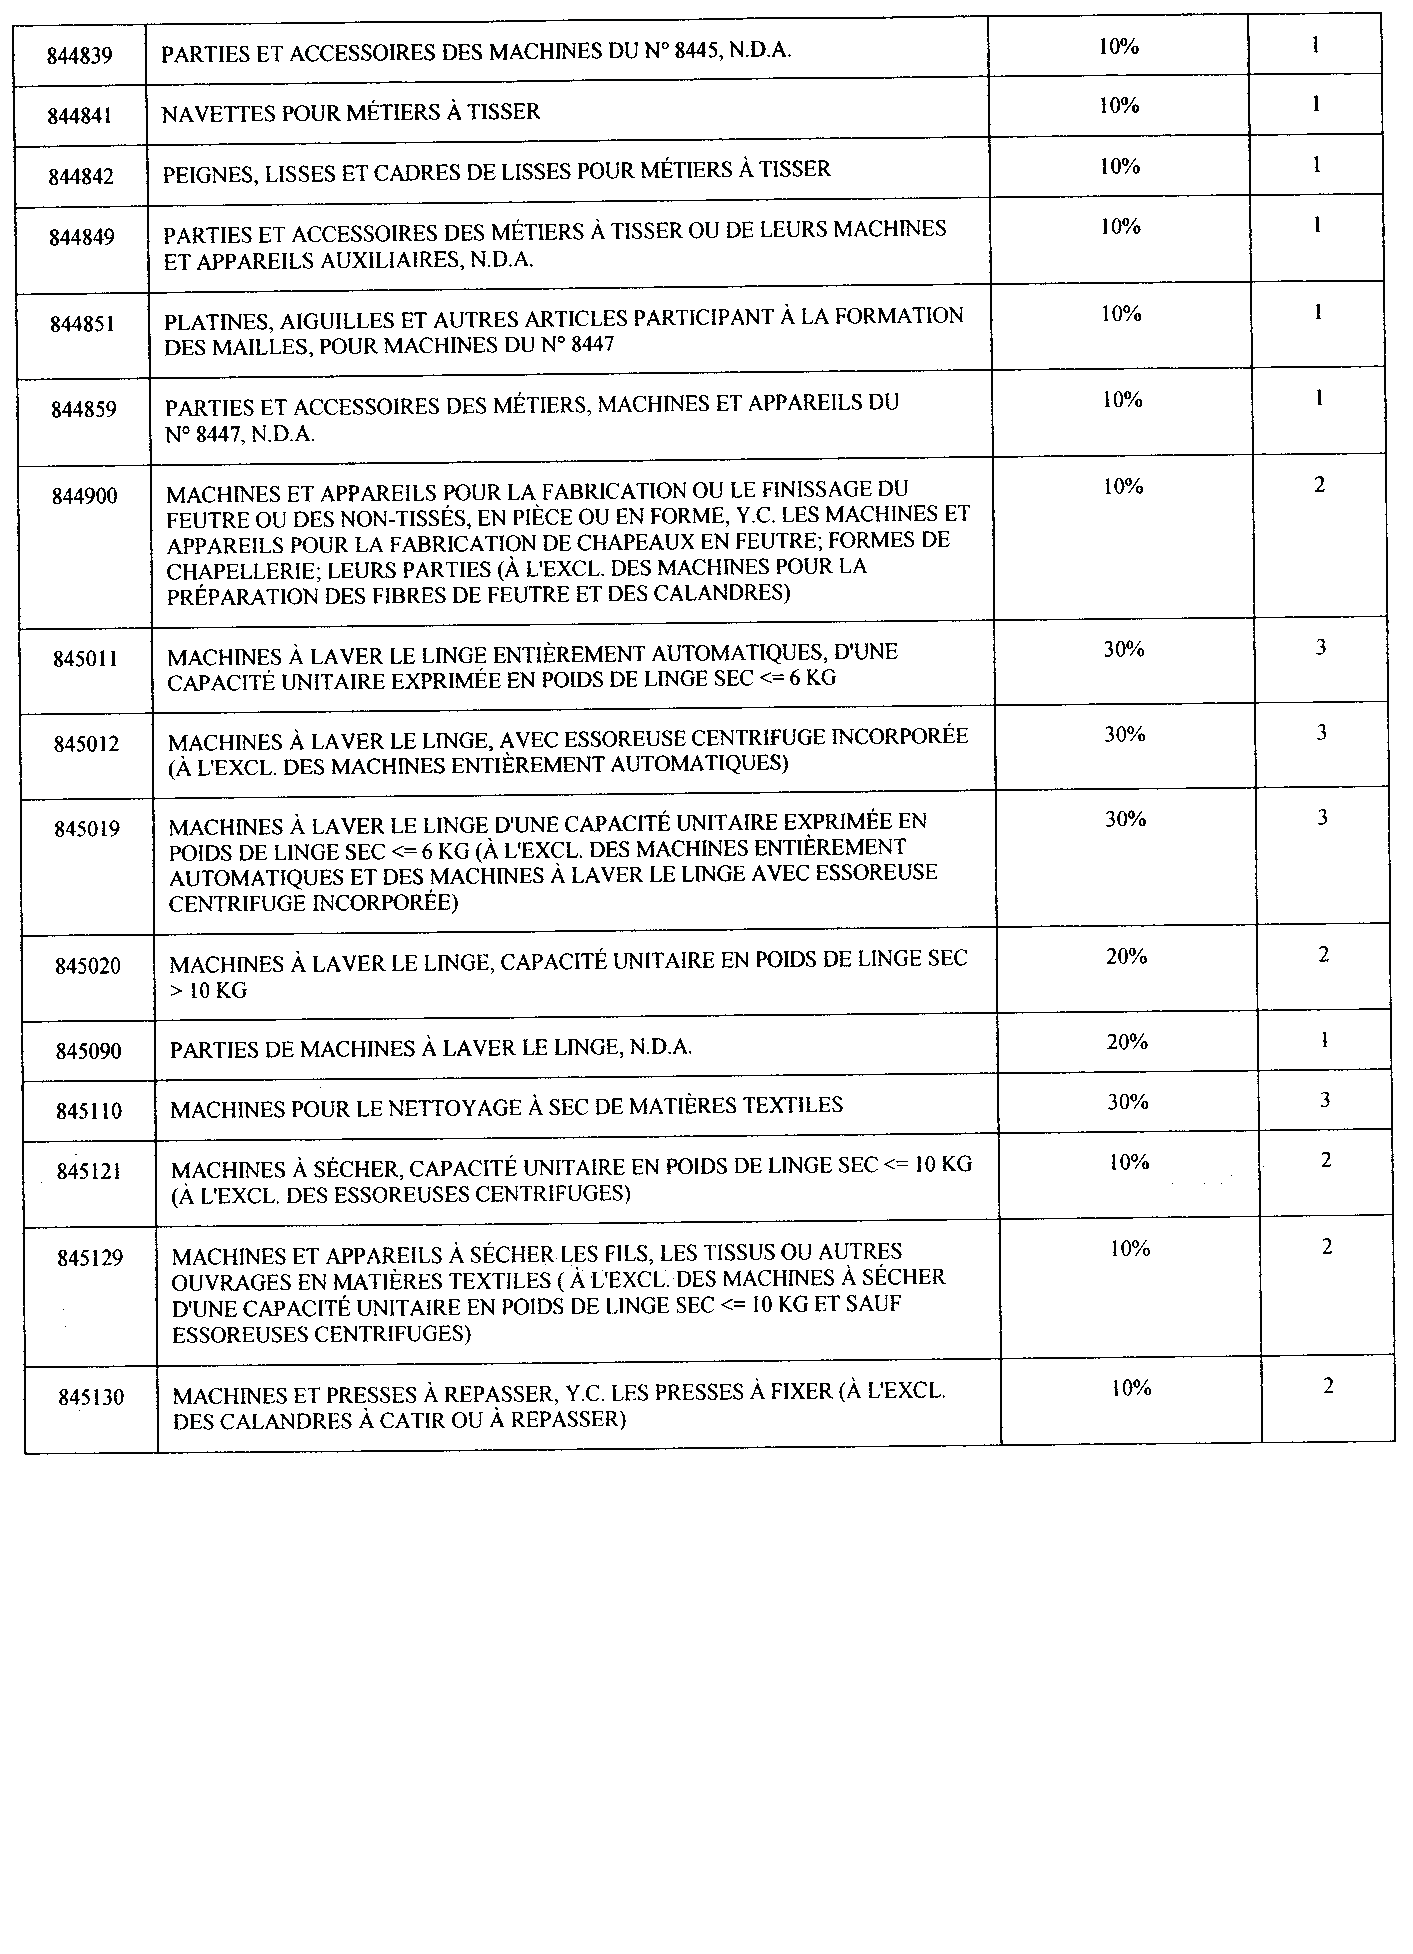 844839 PARTIES ET ACCESSOIRES DES MACHINES DU N° 8445, N.D.A. 10% 1
844841 NAVETTES POUR MÉTIERS À TISSER 10% 1
844842 PEIGNES, LISSES ET CADRES DE LISSES POUR MÉTIERS À TISSER 10% 1
844849 PARTIES ET ACCESSOIRES DES MÉTIERS À TISSER OU DE LEURS MACHINES 10% 1
ET APPAREILS AUXILIAIRES, N.D.A.
844851 PLATINES, AIGUILLES ET AUTRES ARTICLES PARTICIPANT À LA FORMATION 10% 1
DES MAILLES, POUR MACHINES DU N° 8447
844859 PARTIES ET ACCESSOIRES DES MÉTIERS, MACHINES ET APPAREILS DU 10% 1
N° 8447, N.D.A.
844900 MACHINES ET APPAREILS POUR LA FABRICATION OU LE FINISSAGE DU 10% 2
FEUTRE OU DES NON-TISSÉS, EN PIÈCE OU EN FORME, Y.C. LES MACHINES ET
APPAREILS POUR LA FABRICATION DE CHAPEAUX EN FEUTRE; FORMES DE
CHAPELLERIE; LEURS PARTIES (À L'EXCL. DES MACHINES POUR LA
PRÉPARATION DES FIBRES DE FEUTRE ET DES CALANDRES)
845011 MACHINES À LAVER LE LINGE ENTIÈREMENT AUTOMATIQUES, D'UNE 30% 3
CAPACITÉ UNITAIRE EXPRIMÉE EN POIDS DE LINGE SEC <= 6 KG
845012 MACHINES À LAVER LE LINGE, AVEC ESSOREUSE CENTRIFUGE INCORPORÉE 30% 3
(À L'EXCL. DES MACHINES ENTIÈREMENT AUTOMATIQUES)
845019 MACHINES À LAVER LE LINGE D'UNE CAPACITÉ UNITAIRE EXPRIMÉE EN 30% 3
POIDS DE LINGE SEC <= 6 KG (À L'EXCL. DES MACHINES ENTIÈREMENT
AUTOMATIQUES ET DES MACHINES À LAVER LE LINGE AVEC ESSOREUSE
CENTRIFUGE INCORPORÉE)
845020 MACHINES À LAVER LE LINGE, CAPACITÉ UNITAIRE EN POIDS DE LINGE SEC 20% 2
> 10 KG
845090 PARTIES DE MACHINES À LAVER LE LINGE, N.D.A. 20% 1
845110 MACHINES POUR LE NETTOYAGE À SEC DE MATIÈRES TEXTILES 30% 3
845121 MACHINES À SÉCHER, CAPACITÉ UNITAIRE EN POIDS DE LINGE SEC <= 10 KG 10% 2
(À L'EXCL. DES ESSOREUSES CENTRIFUGES)
845129 MACHINES ET APPAREILS À SÉCHER LES FILS, LES TISSUS OU AUTRES 10% 2
OUVRAGES EN MATIÈRES TEXTILES ( À L'EXCL. DES MACHINES À SÉCHER
D'UNE CAPACITÉ UNITAIRE EN POIDS DE LINGE SEC <= 10 KG ET SAUF
ESSOREUSES CENTRIFUGES)
845130 MACHINES ET PRESSES À REPASSER, Y.C. LES PRESSES À FIXER (À L'EXCL. 10% 2
DES CALANDRES À CATIR OU À REPASSER)